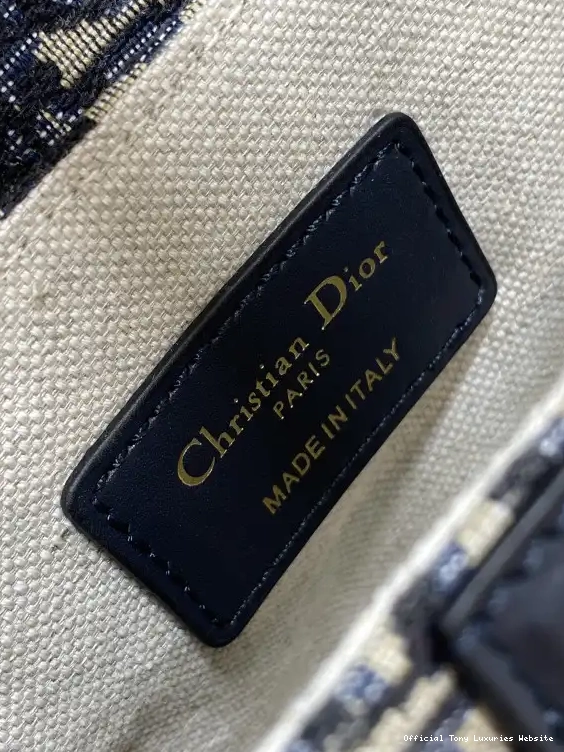 Christian Dior
PARIS
MADE IN ITALY
Official Tony Luxuries Website